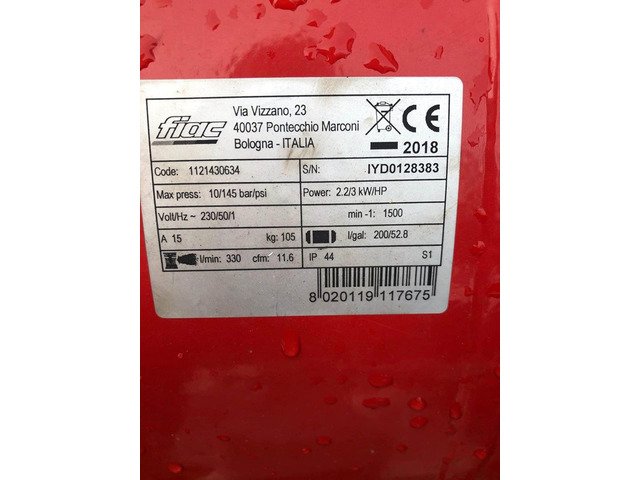 fiac
Via Vizzano, 23
40037 Pontecchio Marconi
Bologna - ITALIA
CE
2018
Code: 1121430634
S/N: IYD0128383
Max press: 10/145 bar/psi
Power: 2.2/3 kW/HP
Volt/Hz ~ 230/50/1
min -1: 1500
A 15 kg: 105
l/gal: 200/52.8
l/min: 330 cfm: 11.6
IP 44 S1
8 020119 117675